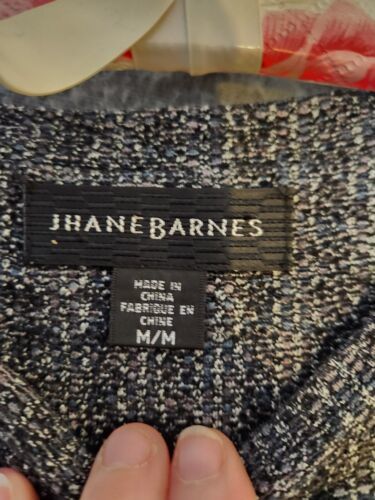 JHANE BARNES
MADE IN
CHINA
FABRIQUE EN
CHINE
M/M